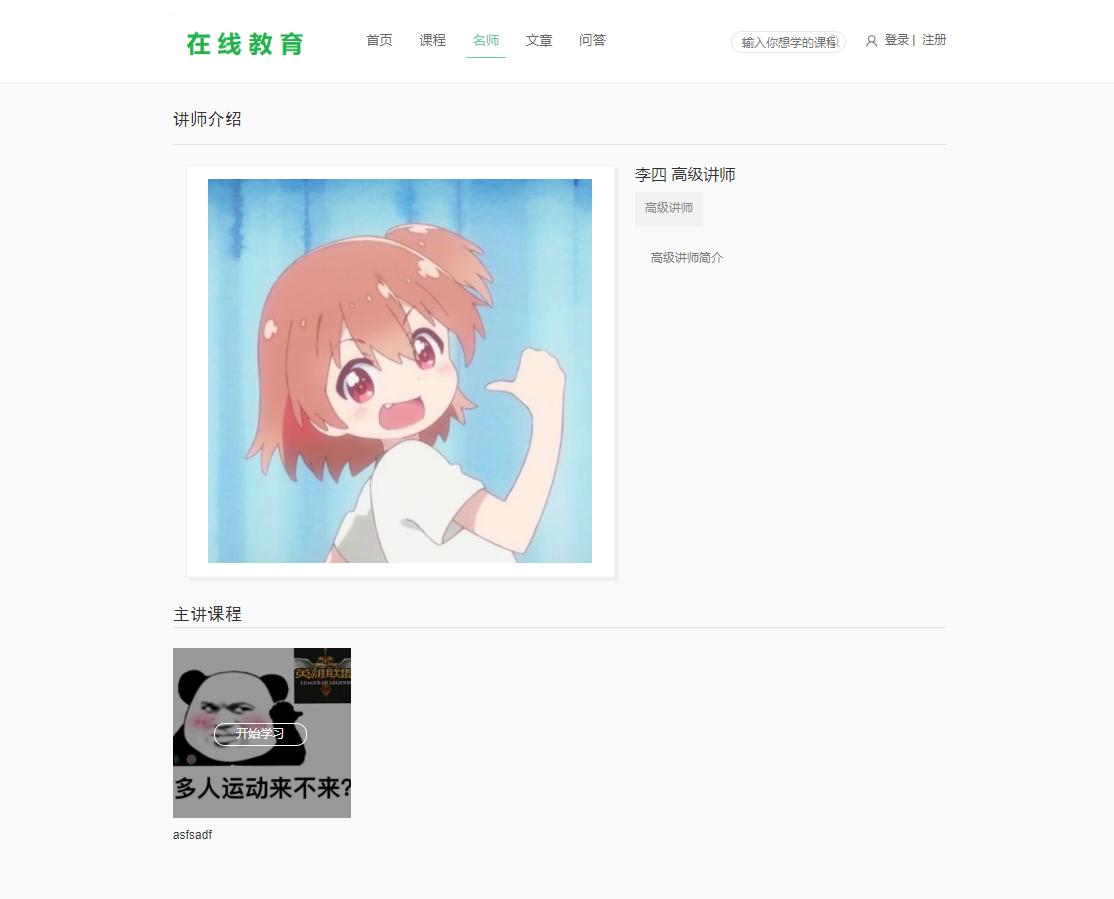 在线教育
首页 课程 名师 文章 问答
输入你想学的课程
登录 | 注册
讲师介绍
李四 高级讲师
高级讲师
高级讲师简介
主讲课程
英雄联盟
LEAGUE OF LEGENDS
开始学习
多人运动来不来?
asfsadf